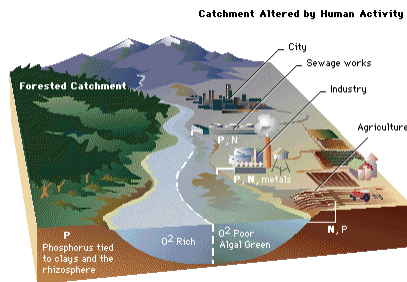 Catchment Altered by Human Activity
City
Sewage works
Forested Catchment
Industry
Agriculture
P, N
P, N, metals
P
Phosphorus tied
to clays and the
rhizosphere
O² Rich
O² Poor
Algal Green
N, P